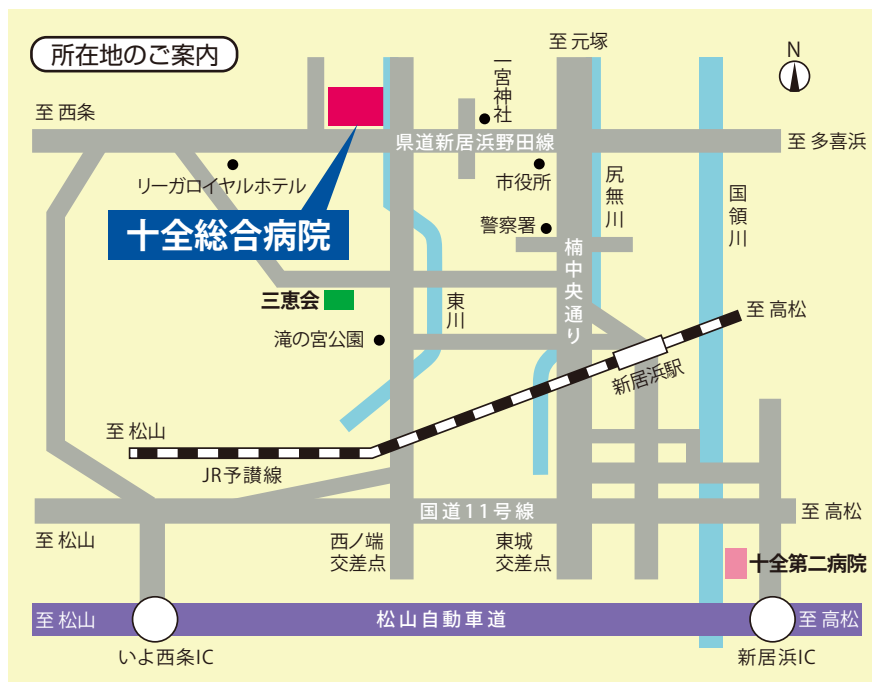 所在地のご案内
至 元塚
N
一宮神社
至 西条
県道新居浜野田線
至 多喜浜
リーガロイヤルホテル
市役所
尻無川
国領川
十全総合病院
警察署
楠中央通り
三恵会
東川
至 高松
滝の宮公園
新居浜駅
至 松山
JR予讃線
国道11号線
至 高松
至 松山
西ノ端
交差点
東城
交差点
十全第二病院
至 松山
松山自動車道
至 高松
いよ西条IC
新居浜IC